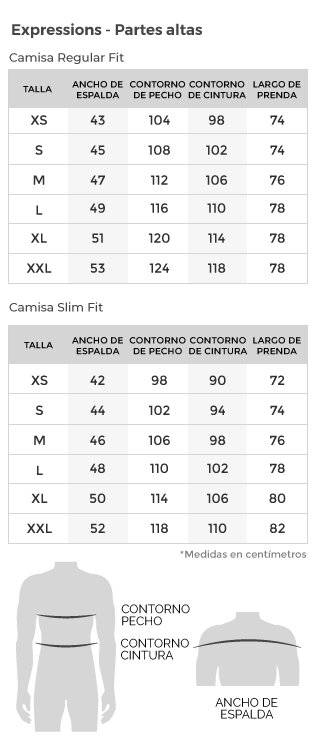 Expressions - Partes altas
Camisa Regular Fit
TALLA ANCHO DE ESPALDA CONTORNO DE PECHO CONTORNO DE CINTURA LARGO DE PRENDA
XS 43 104 98 74
S 45 108 102 74
M 47 112 106 76
L 49 116 110 78
XL 51 120 114 78
XXL 53 124 118 78
Camisa Slim Fit
TALLA ANCHO DE ESPALDA CONTORNO DE PECHO CONTORNO DE CINTURA LARGO DE PRENDA
XS 42 98 90 72
S 44 102 94 74
M 46 106 98 76
L 48 110 102 78
XL 50 114 106 80
XXL 52 118 110 82
*Medidas en centímetros
CONTORNO
PECHO
CONTORNO
CINTURA
ANCHO DE
ESPALDA